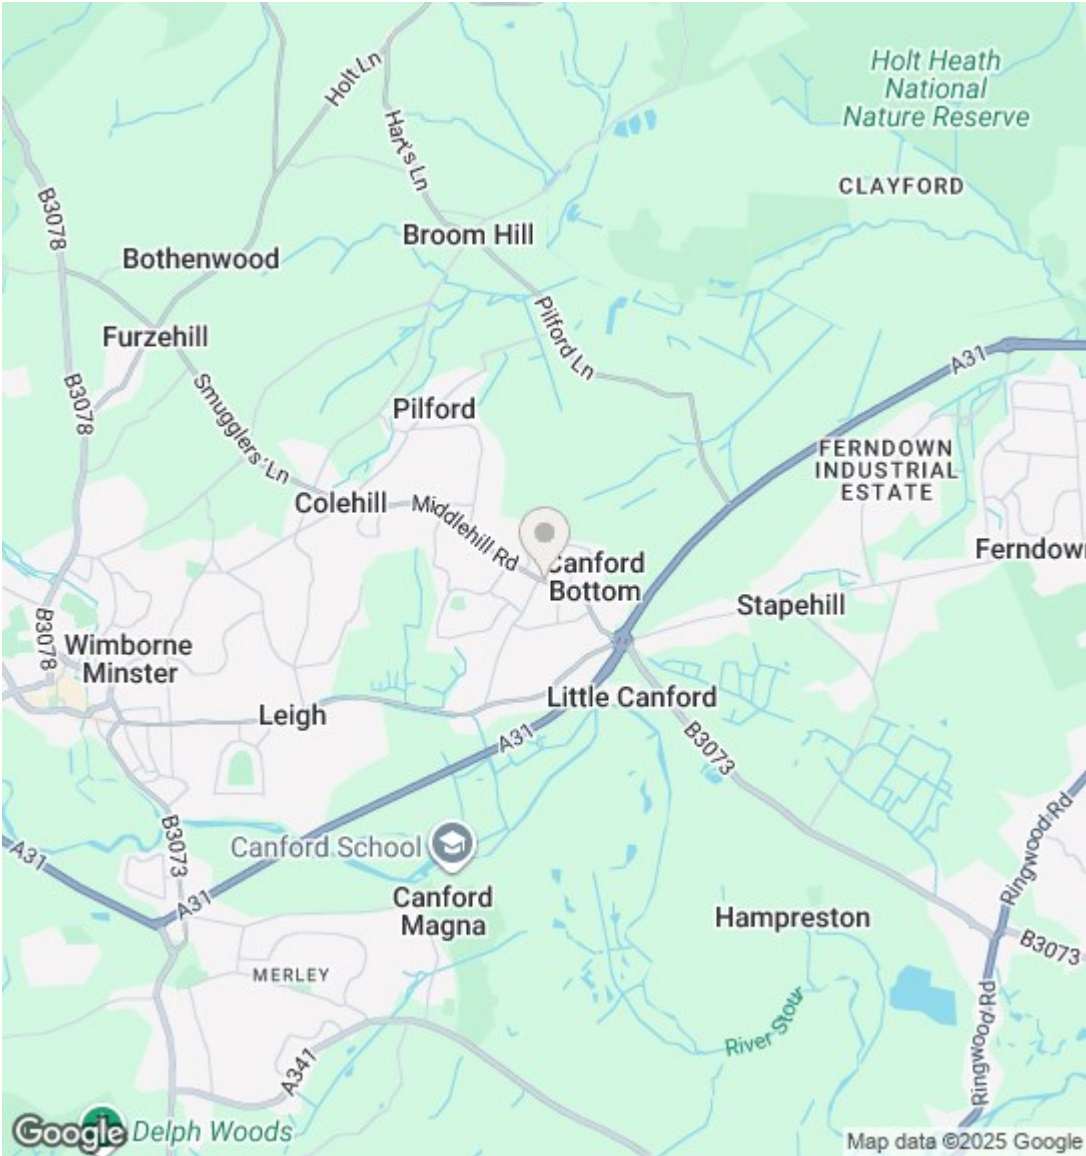 Holt Ln
Holt Heath
National
Nature Reserve
Hart's Ln
CLAYFORD
B3078
Broom Hill
Bothenwood
Furzehill
Pilford Ln
A31
B3078
Smugglers' Ln
Pilford
FERNDOWN
INDUSTRIAL
ESTATE
Colehill
Middlehill Rd
Canford
Bottom
Ferndown
Stapehill
B3078
Wimborne
Minster
Little Canford
Leigh
A31
B3073
B3073
Canford School
A31
Ringwood Rd
Canford
Magna
A31
Hampreston
B3073
MERLEY
River Stour
Ringwood Rd
A341
Google
Delph Woods
Map data ©2025 Google